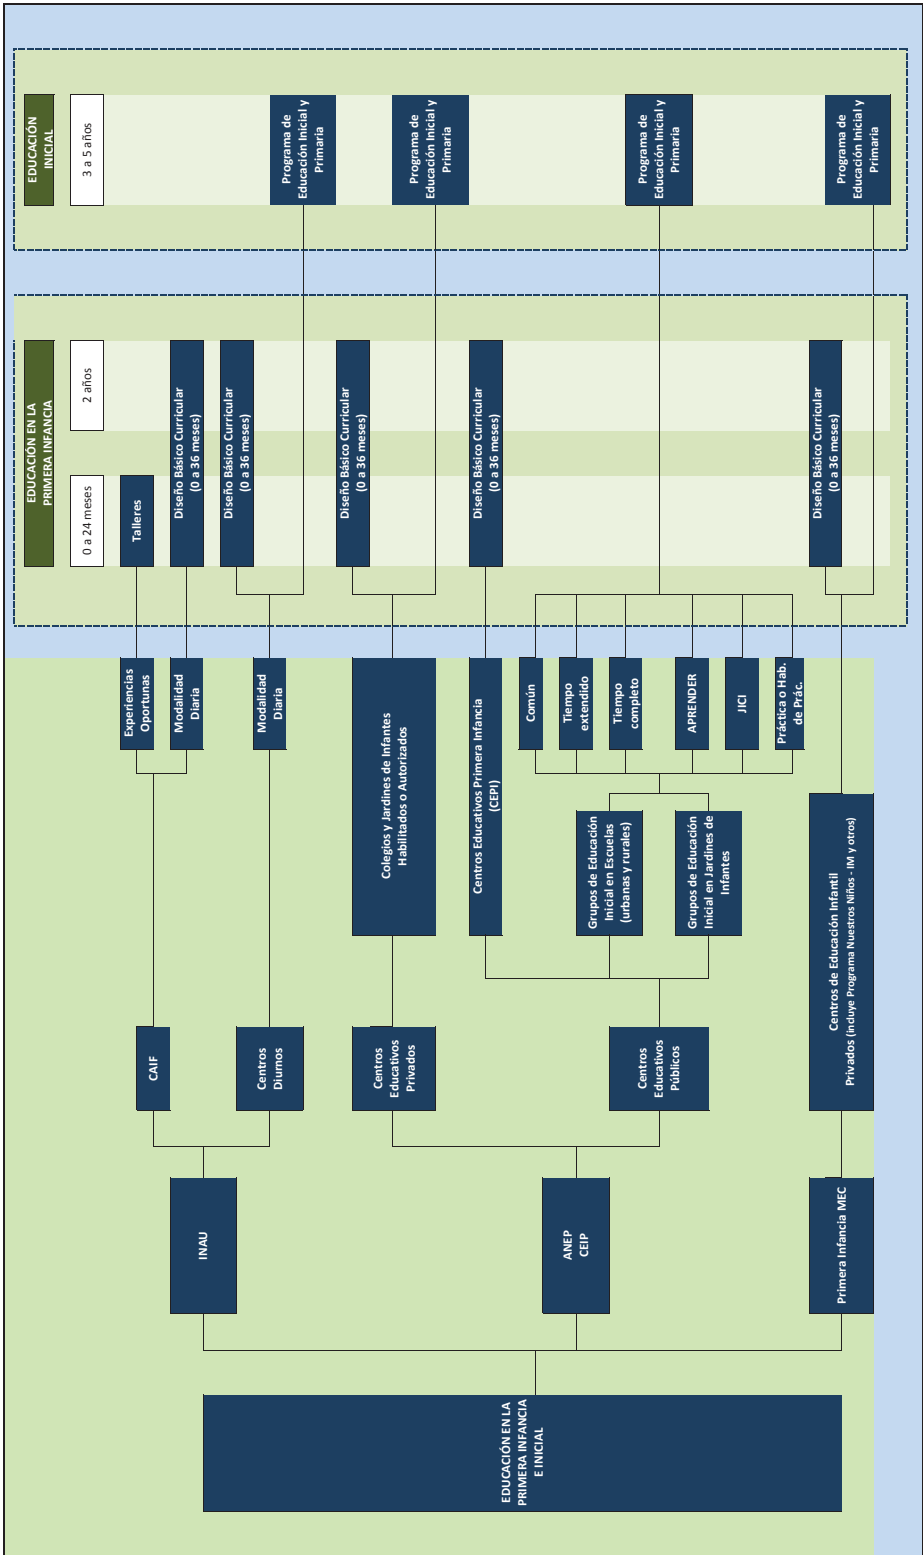 EDUCACIÓN EN LA
PRIMERA INFANCIA
EDUCACIÓN
INICIAL
0 a 24 meses
2 años
3 a 5 años
EDUCACIÓN EN LA
PRIMERA INFANCIA
E INICIAL
INAU
CAIF
Experiencias
Oportunas
Talleres
Modalidad
Diaria
Diseño Básico Curricular
(0 a 36 meses)
Centros
Diurnos
Modalidad
Diaria
Diseño Básico Curricular
(0 a 36 meses)
Programa de
Educación Inicial y
Primaria
ANEP
CEIP
Centros
Educativos
Privados
Colegios y Jardines de Infantes
Habilitados o Autorizados
Diseño Básico Curricular
(0 a 36 meses)
Programa de
Educación Inicial y
Primaria
Centros
Educativos
Públicos
Centros Educativos Primera Infancia
(CEPI)
Diseño Básico Curricular
(0 a 36 meses)
Grupos de Educación
Inicial en Escuelas
(urbanas y rurales)
Grupos de Educación
Inicial en Jardines de
Infantes
Común
Tiempo
extendido
Tiempo
completo
APRENDER
JICI
Práctica o Hab.
de Prác.
Programa de
Educación Inicial y
Primaria
Primera Infancia MEC
Centros de Educación Infantil
Privados (incluye Programa Nuestros Niños - IM y otros)
Diseño Básico Curricular
(0 a 36 meses)
Programa de
Educación Inicial y
Primaria